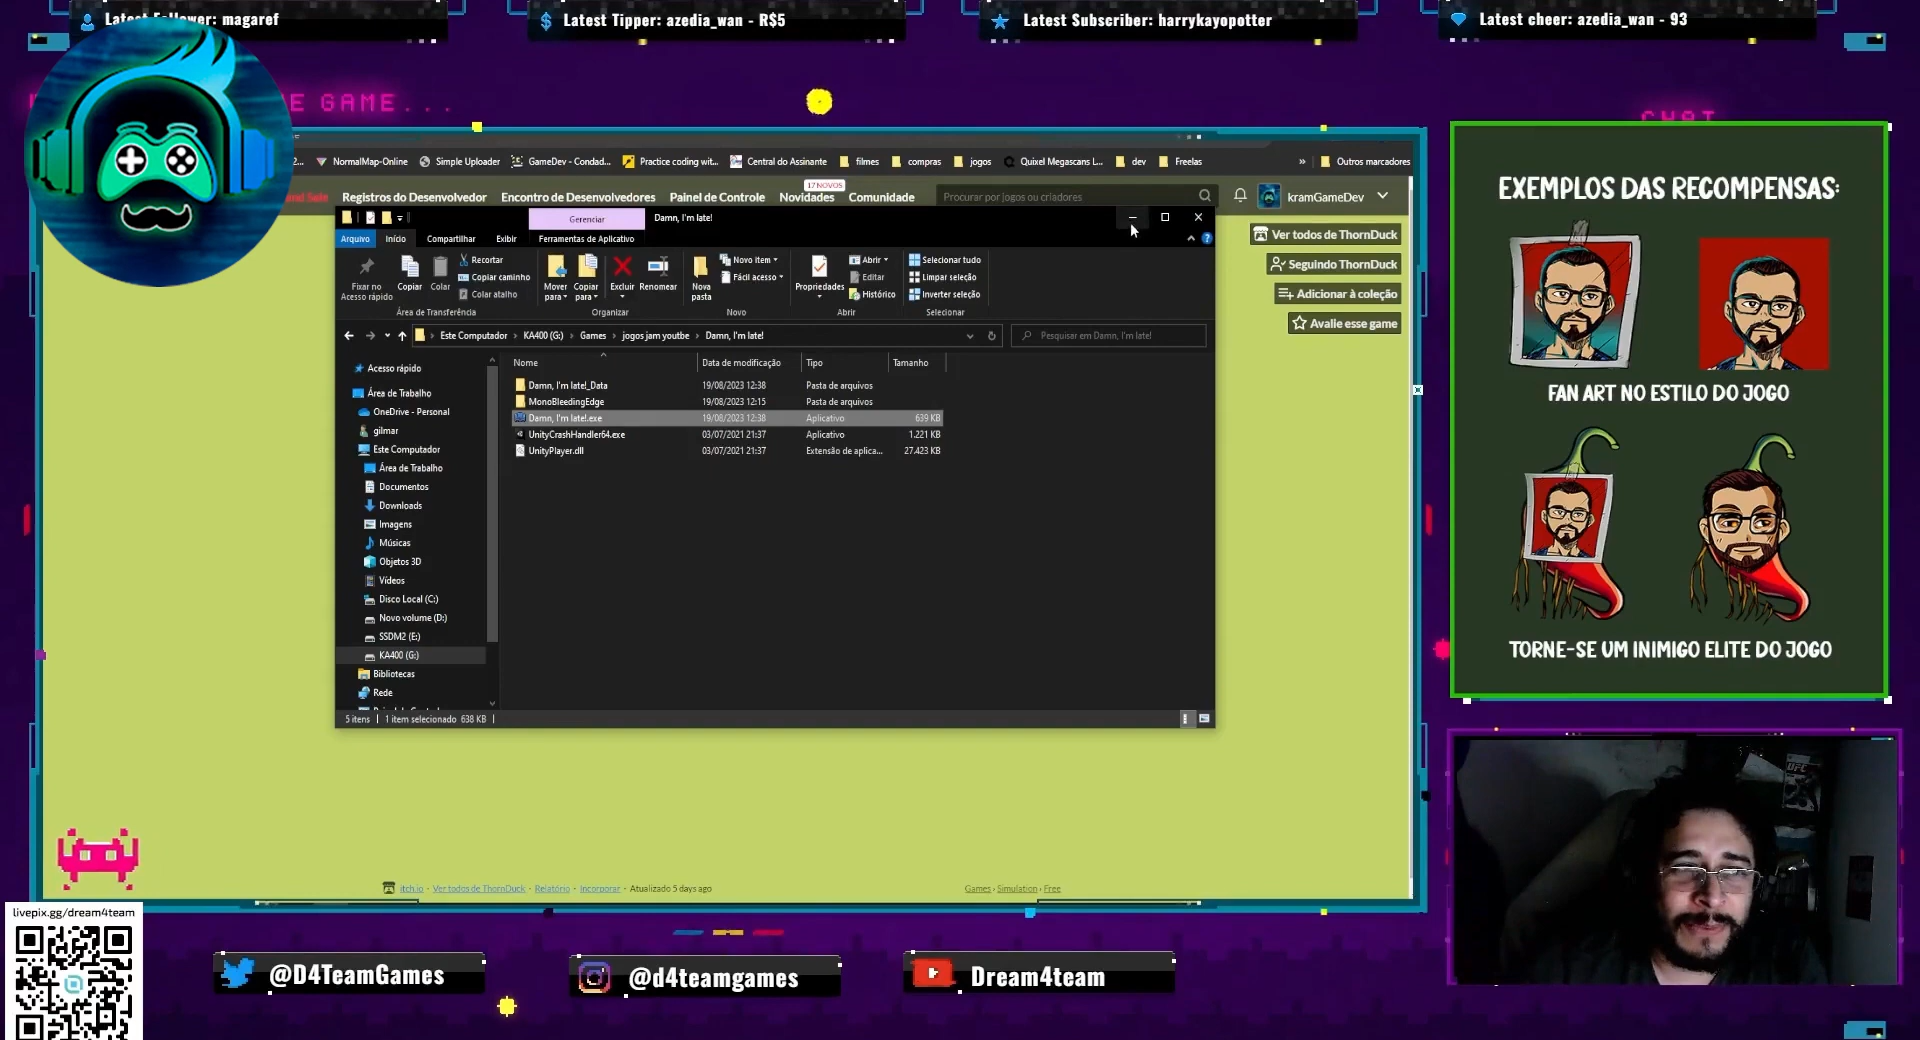 Latest Follower: magaref
Latest Tipper: azedia_wan - R$5
Latest Subscriber: harrykayopotter
Latest cheer: azedia_wan - 93
E GAME...
CHAT
2...
NormalMap-Online
Simple Uploader
GameDev - Condad...
Practice coding wit...
Central do Assinante
filmes
compras
jogos
Quixel Megascans L...
dev
Freelas
»
Outros marcadores
17 NOVOS
Sale
Registros do Desenvolvedor
Encontro de Desenvolvedores
Painel de Controle
Novidades
Comunidade
Procurar por jogos ou criadores
kramGameDev
Gerenciar
Damn, I'm late!
Arquivo
Início
Compartilhar
Exibir
Ferramentas de Aplicativo
Ver todos de ThornDuck
Seguindo ThornDuck
Adicionar à coleção
Avalie esse game
Fixar no
Acesso rápido
Copiar
Colar
Recortar
Copiar caminho
Colar atalho
Área de Transferência
Mover
para
Copiar
para
Excluir
Renomear
Organizar
Nova
pasta
Novo item
Fácil acesso
Novo
Propriedades
Abrir
Editar
Histórico
Abrir
Selecionar tudo
Limpar seleção
Inverter seleção
Selecionar
Este Computador › KA400 (G:) › Games › jogos jam youtbe › Damn, I'm late!
Pesquisar em Damn, I'm late!
Nome
Data de modificação
Tipo
Tamanho
Damn, I'm late!_Data 19/08/2023 12:38 Pasta de arquivos
MonoBleedingEdge 19/08/2023 12:15 Pasta de arquivos
Damn, I'm late!.exe 19/08/2023 12:38 Aplicativo 639 KB
UnityCrashHandler64.exe 03/07/2021 21:37 Aplicativo 1.221 KB
UnityPlayer.dll 03/07/2021 21:37 Extensão de aplica... 27.423 KB
Acesso rápido
Área de Trabalho
OneDrive - Personal
gilmar
Este Computador
Área de Trabalho
Documentos
Downloads
Imagens
Músicas
Objetos 3D
Vídeos
Disco Local (C:)
Novo volume (D:)
SSDM2 (E:)
KA400 (G:)
Bibliotecas
Rede
5 itens
1 item selecionado 638 KB
itch.io · Ver todos de ThornDuck · Relatório · Incorporar · Atualizado 5 days ago
Games › Simulation › Free
EXEMPLOS DAS RECOMPENSAS:
FAN ART NO ESTILO DO JOGO
TORNE-SE UM INIMIGO ELITE DO JOGO
UFC
livepix.gg/dream4team
@D4TeamGames
@d4teamgames
Dream4team